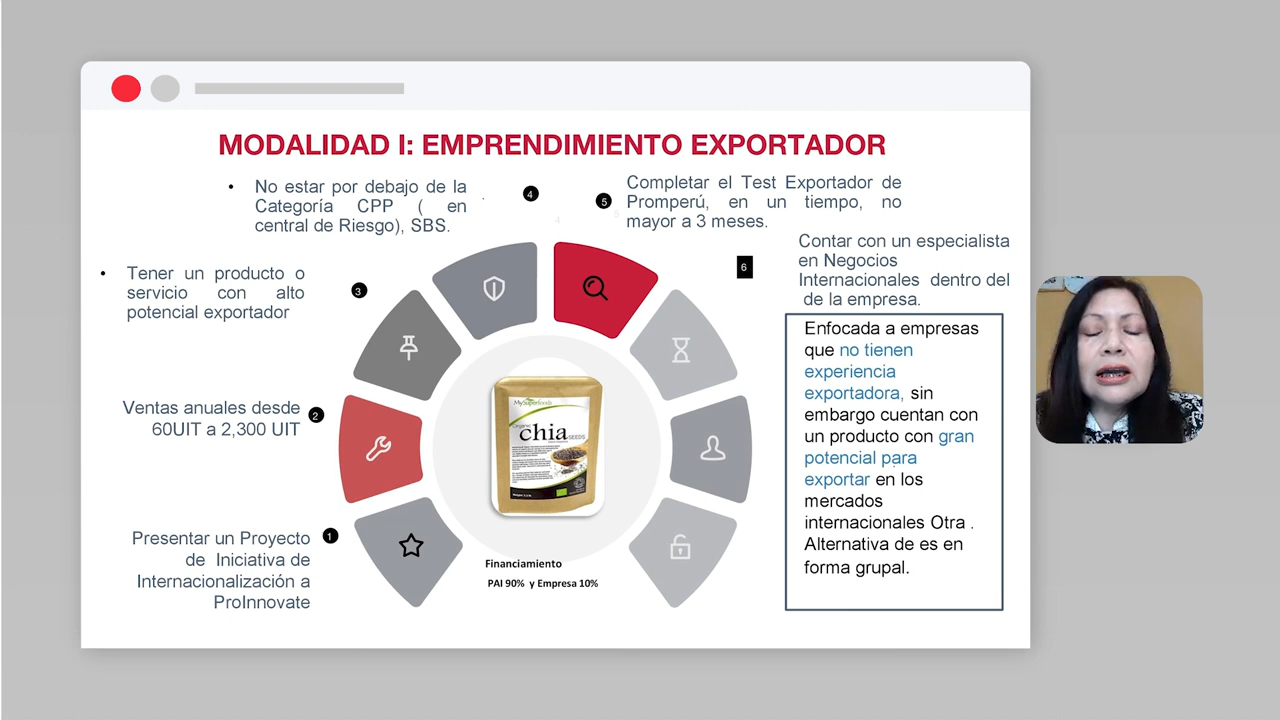 MODALIDAD I: EMPRENDIMIENTO EXPORTADOR
• No estar por debajo de la
Categoría CPP ( en
central de Riesgo), SBS.
4
5
Completar el Test Exportador de
Promperú, en un tiempo, no
mayor a 3 meses.
4
5
6
Contar con un especialista
en Negocios
Internacionales dentro del
de la empresa.
• Tener un producto o
servicio con alto
potencial exportador
3
Ventas anuales desde
60UIT a 2,300 UIT
2
Presentar un Proyecto
de Iniciativa de
Internacionalización a
ProInnovate
1
MySuperfoods
organic
chia SEEDS
Financiamiento
PAI 90% y Empresa 10%
Enfocada a empresas
que no tienen
experiencia
exportadora, sin
embargo cuentan con
un producto con gran
potencial para
exportar en los
mercados
internacionales Otra .
Alternativa de es en
forma grupal.